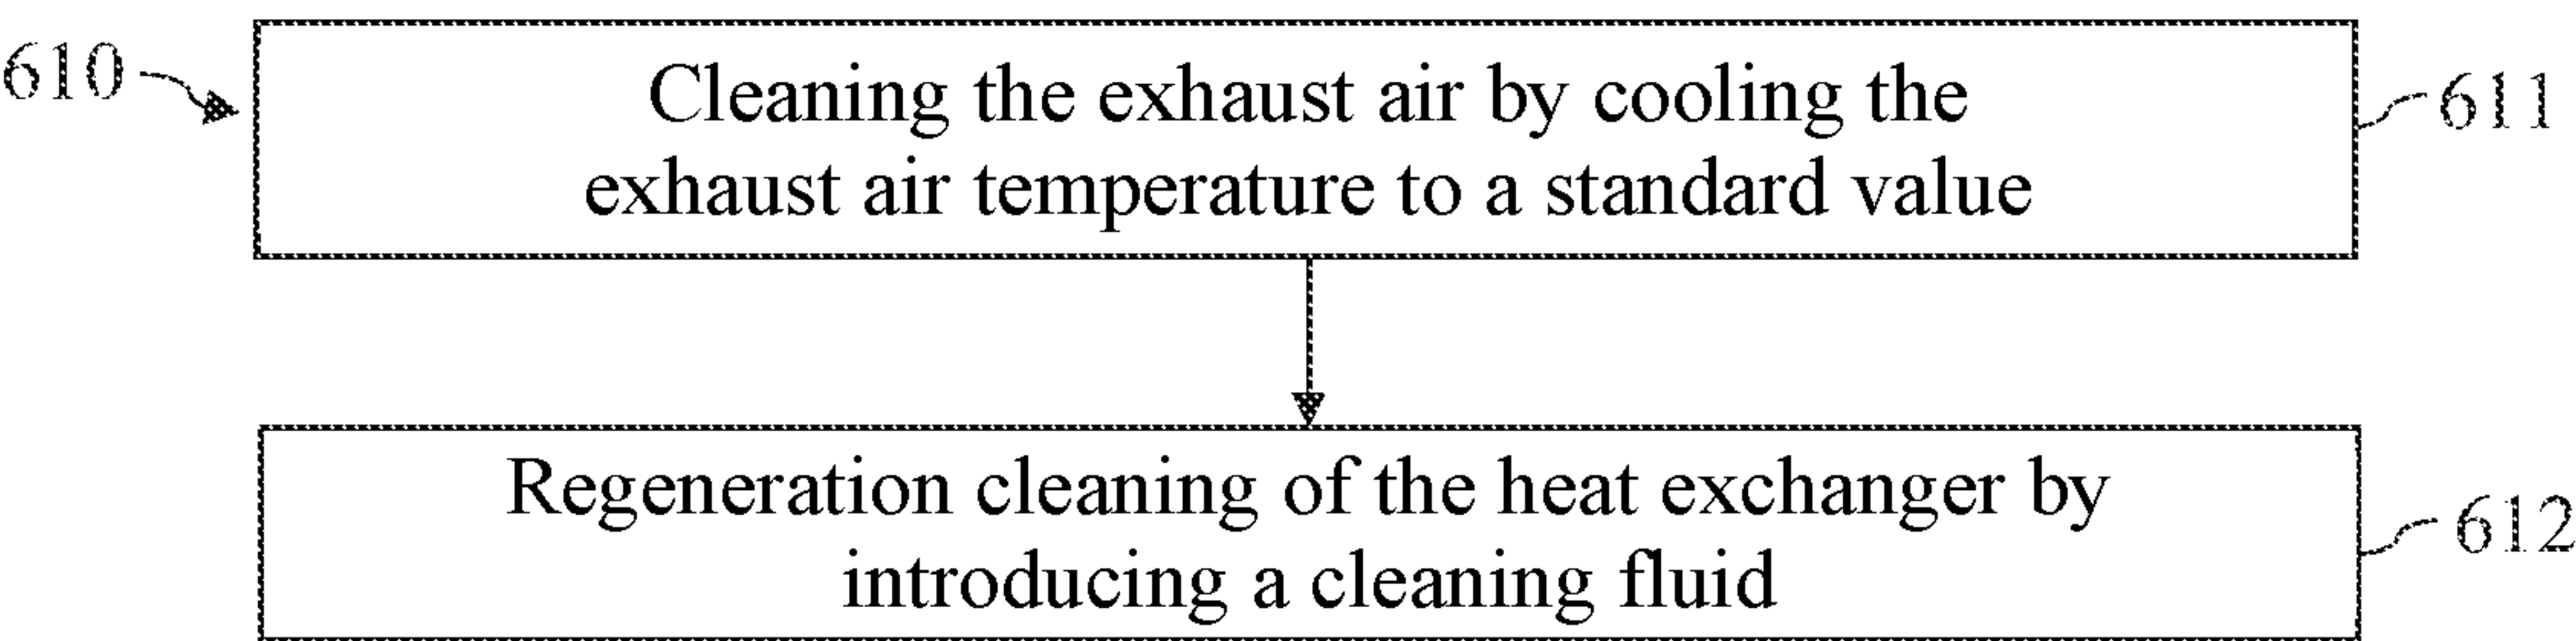 610
Cleaning the exhaust air by cooling the
exhaust air temperature to a standard value
611
Regeneration cleaning of the heat exchanger by
introducing a cleaning fluid
612